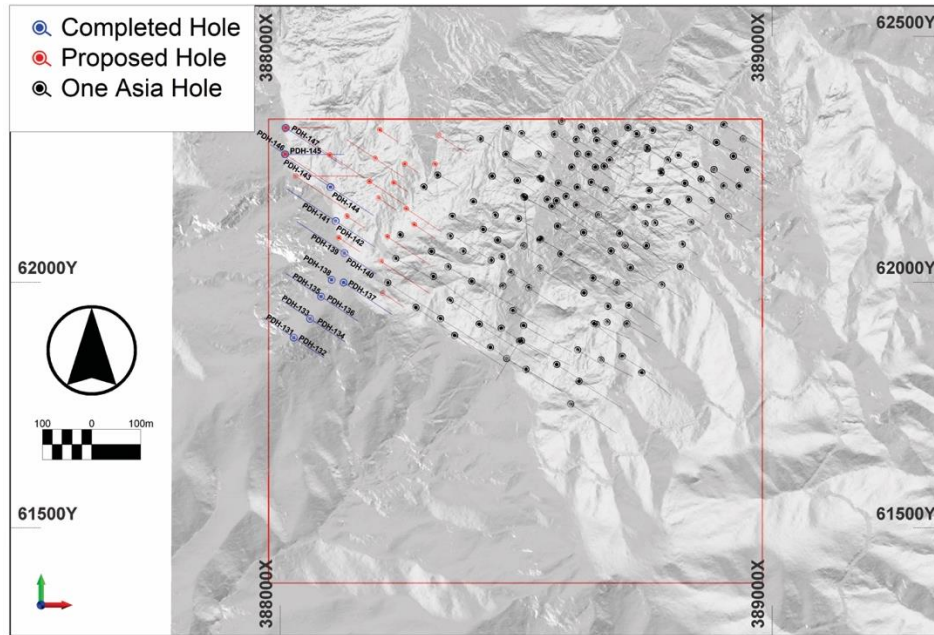 Completed Hole
Proposed Hole
One Asia Hole
388000X
389000X
62500Y
PDH-147
PDH-146
PDH-145
PDH-143
PDH-144
PDH-141
PDH-142
PDH-139
PDH-140
62000Y
62000Y
PDH-138
PDH-137
PDH-135
PDH-136
PDH-133
PDH-134
PDH-131
PDH-132
100 0 100m
61500Y
61500Y
388000X
389000X